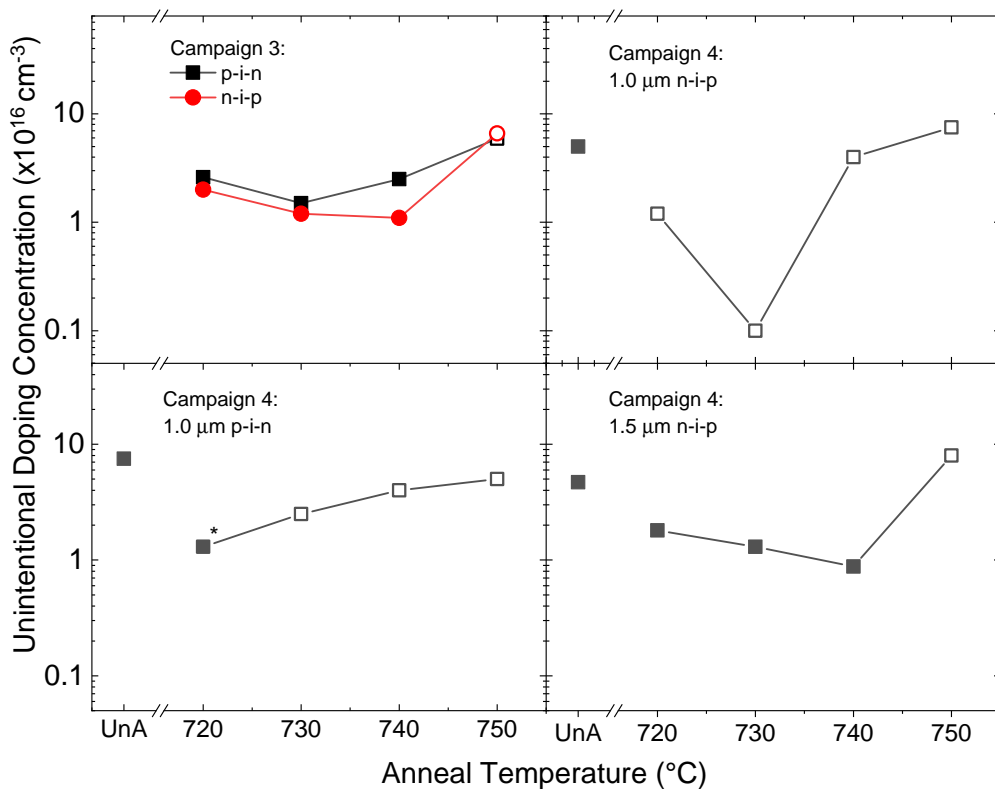 Unintentional Doping Concentration (x10¹⁶ cm⁻³)
Campaign 3:
p-i-n
n-i-p
10
1
0.1
Campaign 4:
1.0 μm n-i-p
Campaign 4:
1.0 μm p-i-n
*
10
1
0.1
Campaign 4:
1.5 μm n-i-p
UnA 720 730 740 750
UnA 720 730 740 750
Anneal Temperature (°C)